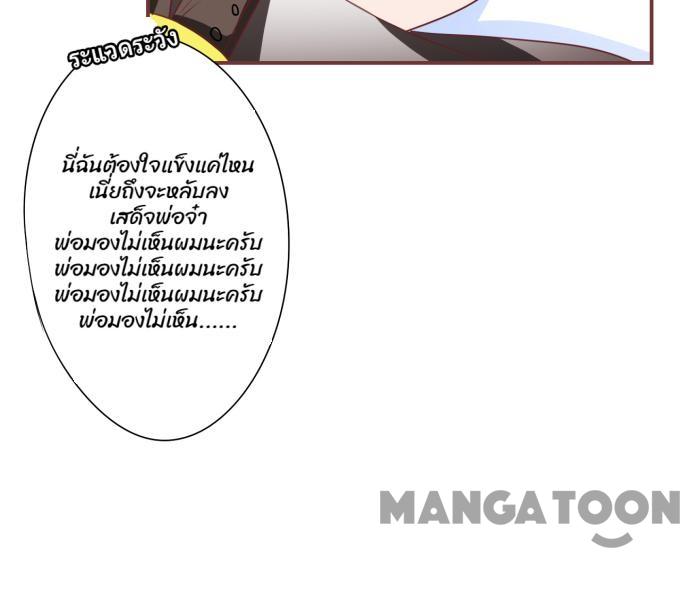 ระแวดระวัง
นี่ฉันต้องใจแข็งแค่ไหน
เนี่ยถึงจะหลับลง
เสด็จพ่อจ๋า
พ่อมองไม่เห็นผมนะครับ
พ่อมองไม่เห็นผมนะครับ
พ่อมองไม่เห็นผมนะครับ
พ่อมองไม่เห็น......
MANGATOON